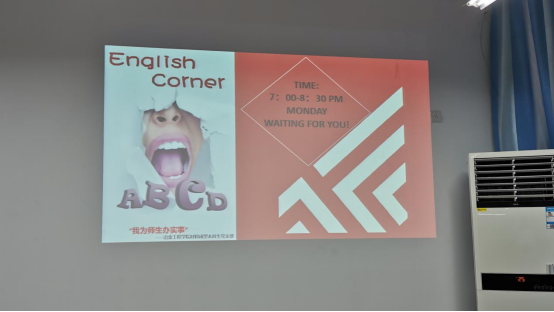 English
Corner
ABCD
"我为师生办实事"
TIME:
7：00-8：30 PM
MONDAY
WAITING FOR YOU!